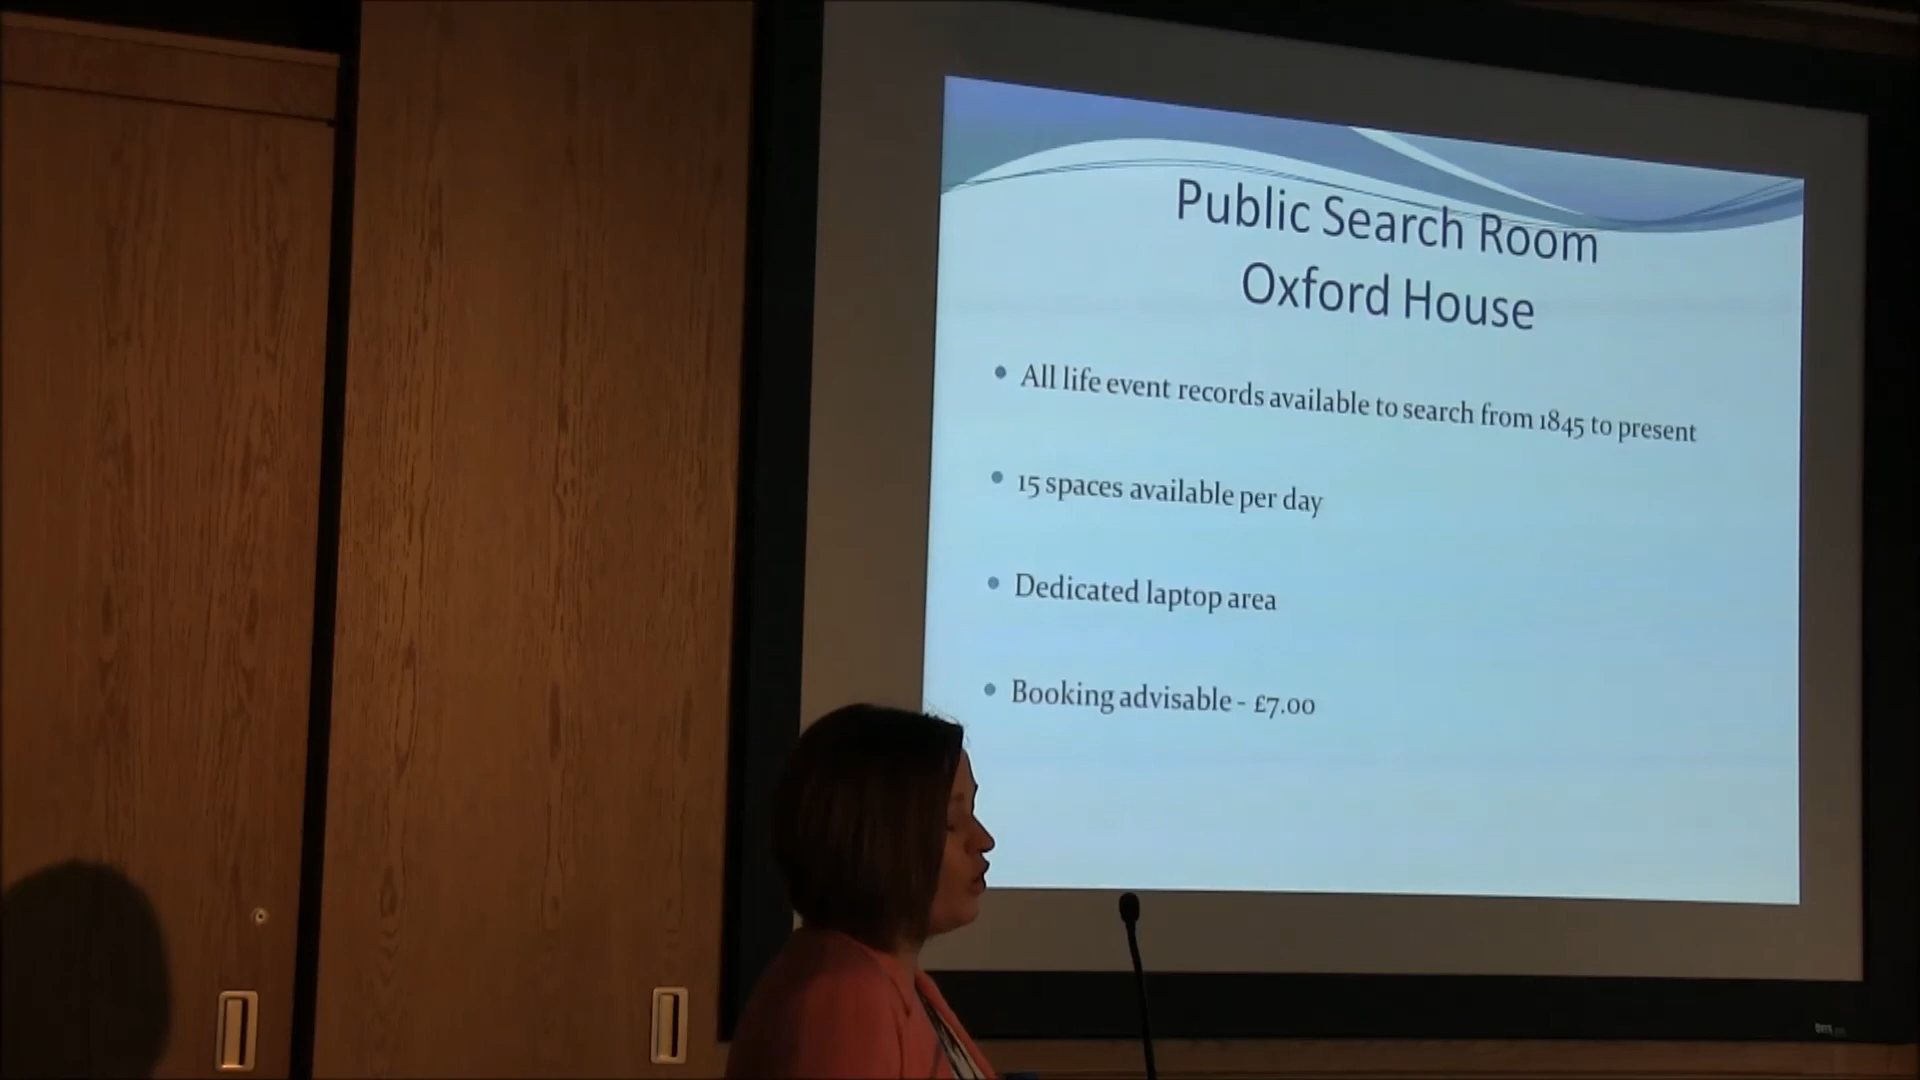 Public Search Room
Oxford House
• All life event records available to search from 1845 to present
• 15 spaces available per day
• Dedicated laptop area
• Booking advisable - £7.00